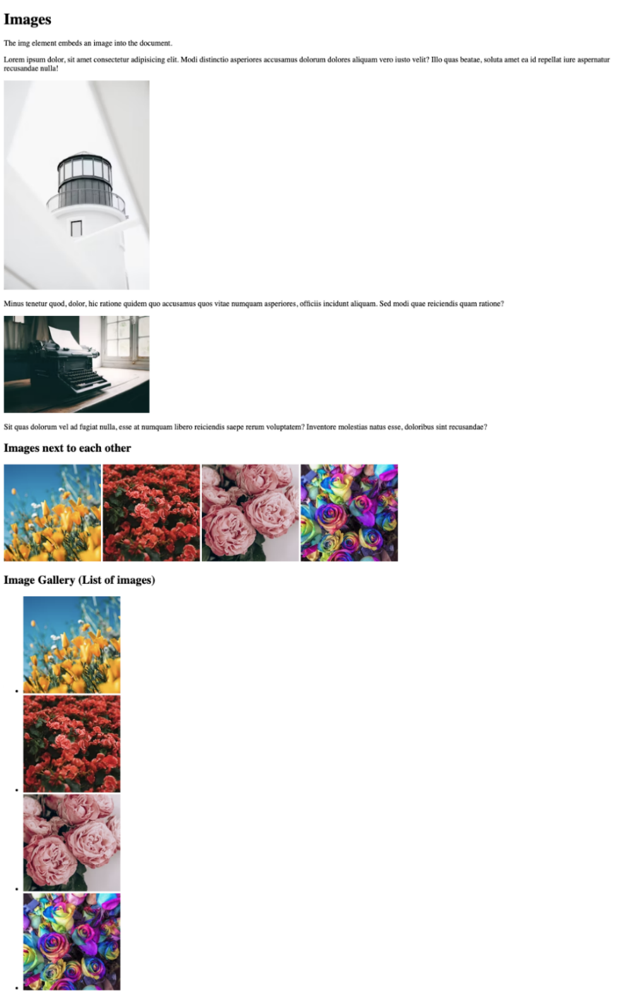 Images
The img element embeds an image into the document.
Lorem ipsum dolor, sit amet consectetur adipisicing elit. Modi distinctio asperiores accusamus dolorum dolores aliquam vero iusto velit? Illo quas beatae, soluta amet ea id repellat iure aspernatur
recusandae nulla!
Minus tenetur quod, dolor, hic ratione quidem quo accusamus quos vitae numquam asperiores, officiis incidunt aliquam. Sed modi quae reiciendis quam ratione?
Sit quas dolorum vel ad fugiat nulla, esse at numquam libero reiciendis saepe rerum voluptatem? Inventore molestias natus esse, doloribus sint recusandae?
Images next to each other
Image Gallery (List of images)